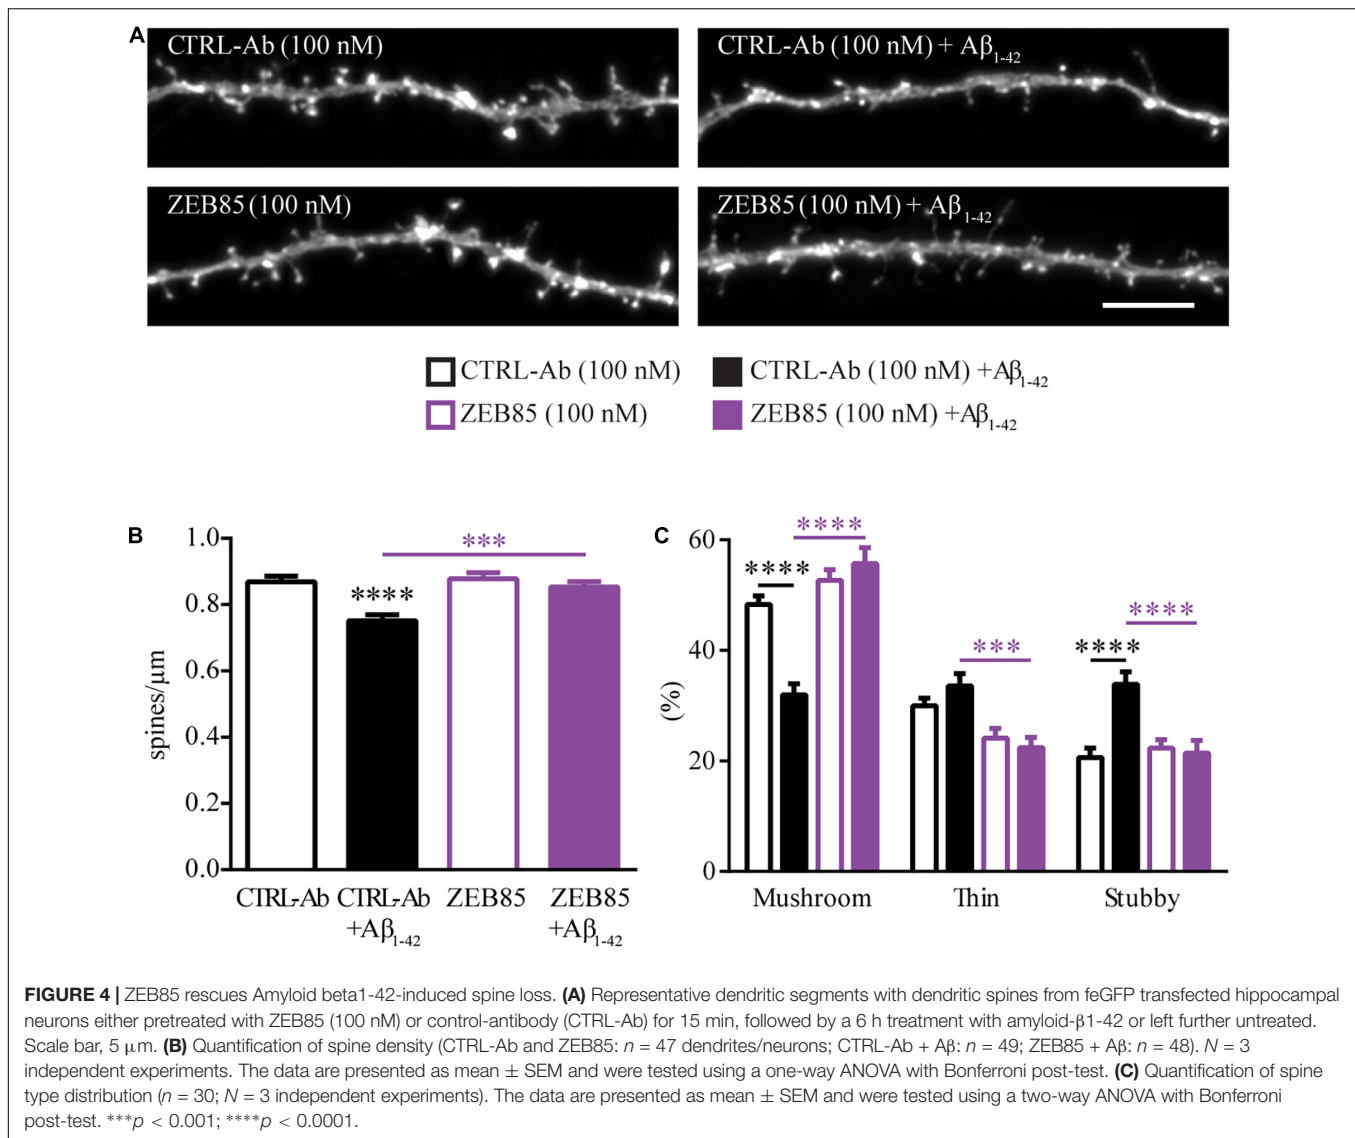 A
CTRL-Ab (100 nM)
CTRL-Ab (100 nM) + Aβ1-42
ZEB85 (100 nM)
ZEB85 (100 nM) + Aβ1-42
CTRL-Ab (100 nM)
CTRL-Ab (100 nM) +Aβ1-42
ZEB85 (100 nM)
ZEB85 (100 nM) +Aβ1-42
B
spines/μm
1.0
0.8
0.6
0.4
0.2
0.0
***
****
CTRL-Ab
CTRL-Ab
+Aβ1-42
ZEB85
ZEB85
+Aβ1-42
C
(%)
60
40
20
0
****
****
***
****
****
Mushroom
Thin
Stubby
FIGURE 4 | ZEB85 rescues Amyloid beta1-42-induced spine loss. (A) Representative dendritic segments with dendritic spines from feGFP transfected hippocampal
neurons either pretreated with ZEB85 (100 nM) or control-antibody (CTRL-Ab) for 15 min, followed by a 6 h treatment with amyloid-β1-42 or left further untreated.
Scale bar, 5 μm. (B) Quantification of spine density (CTRL-Ab and ZEB85: n = 47 dendrites/neurons; CTRL-Ab + Aβ: n = 49; ZEB85 + Aβ: n = 48). N = 3
independent experiments. The data are presented as mean ± SEM and were tested using a one-way ANOVA with Bonferroni post-test. (C) Quantification of spine
type distribution (n = 30; N = 3 independent experiments). The data are presented as mean ± SEM and were tested using a two-way ANOVA with Bonferroni
post-test. ***p < 0.001; ****p < 0.0001.